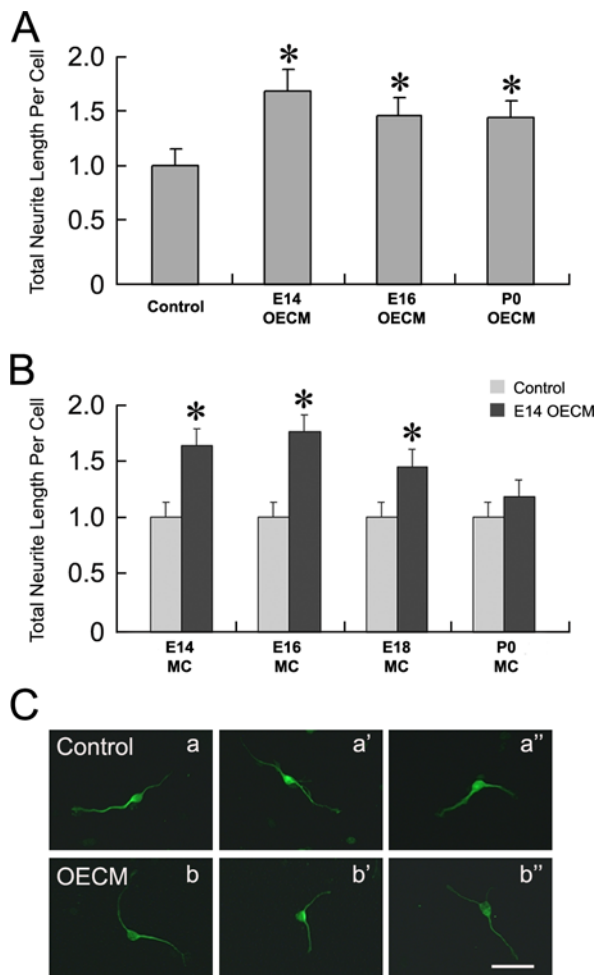 A
Total Neurite Length Per Cell
2.0
1.5
1.0
0.5
0
* * *
Control
E14 OECM
E16 OECM
P0 OECM
B
Control
E14 OECM
Total Neurite Length Per Cell
2.0
1.5
1.0
0.5
0
* * *
E14 MC
E16 MC
E18 MC
P0 MC
C
Control a a' a''
OECM b b' b''